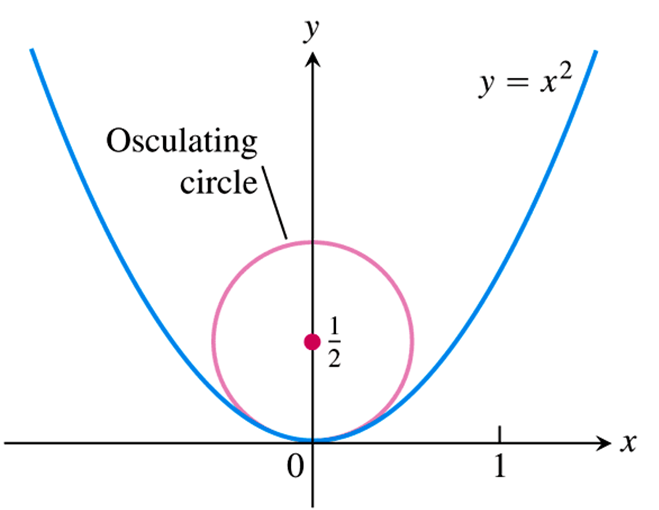 y
y = x²
Osculating
circle
1/2
x
0
1